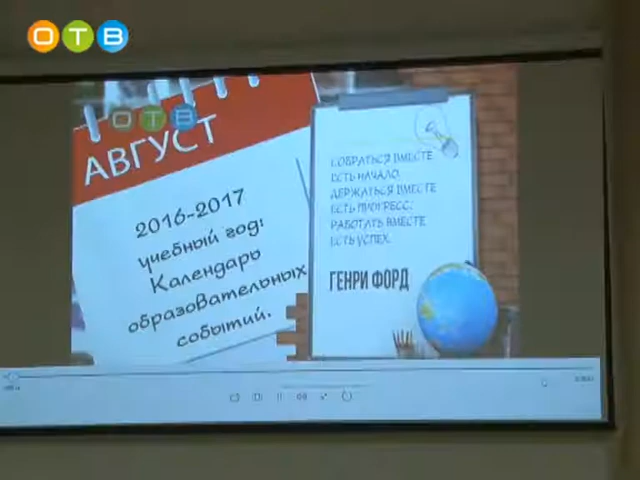 ОТВ
ОТВ
АВГУСТ
2016-2017
учебный год:
Календарь
образовательных
событий.
СОБРАТЬСЯ ВМЕСТЕ
ЕСТЬ НАЧАЛО.
ДЕРЖАТЬСЯ ВМЕСТЕ
ЕСТЬ ПРОГРЕСС.
РАБОТАТЬ ВМЕСТЕ
ЕСТЬ УСПЕХ.
ГЕНРИ ФОРД